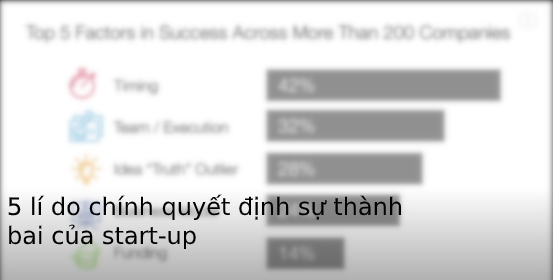 Top 5 Factors in Success Across More Than 200 Companies
Timing
42%
Team / Execution
32%
Idea "Truth" Outlier
28%
5 lí do chính quyết định sự thành
bai của start-up
Funding
14%